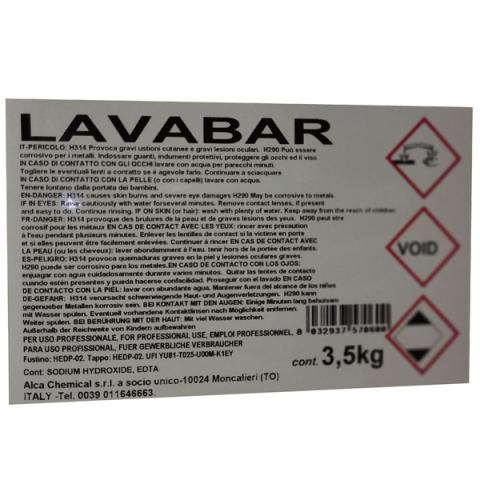 LAVABAR
IT-PERICOLO: H314 Provoca gravi ustioni cutanee e gravi lesioni oculari. H290 Può essere
corrosivo per i metalli. Indossare guanti, indumenti protettivi, proteggere gli occhi ed il viso
IN CASO DI CONTATTO CON GLI OCCHI lavare con acqua per parecchi minuti.
Togliere le eventuali lenti a contatto se è agevole farlo. Continuare a sciacquare
IN CASO DI CONTATTO CON LA PELLE (o con i capelli) lavare con acqua.
Tenere lontano dalla portata dei bambini.
EN-DANGER: H314 causes skin burns and severe eye damages H290 May be corrosive to metals.
IF IN EYES: Rinse cautiously with water for several minutes. Remove contact lenses, if present
and easy to do. Continue rinsing. IF ON SKIN (or hair): wash with plenty of water. Keep away from the reach of children.
FR-DANGER: H314 provoque des brulures de la peau et de graves lésions des yeux. H290 peut etre
corrosif pour les métaux EN CAS DE CONTACT AVEC LES YEUX: rincer avec précaution
à l'eau pendant plusieurs minutes. Enlever les lentilles de contact si la victime en porte
et si elles peuvent être facilement enlevées. Continuer à rincer EN CAS DE CONTACT AVEC
LA PEAU (ou les cheveux): laver abondamment à l'eau. tenir hors de la portée des enfants.
ES-PELIGRO: H314 provoca quemaduras graves en la piel y lesiones oculares graves.
H290 puede ser corrosivo para los metales.EN CASO DE CONTACTO CON LOS OJOS:
enjuagar con agua cuidadosamente durante varios minutos. Quitar las lentes de contacto
cuando estén presentes y pueda hacerse con facilidad. Proseguir con el lavado EN CASO
DE CONTACTO CON LA PIEL: lavar con abundante agua. Mantener fuera del alcance de los niños
DE-GEFAHR: H314 verursacht schwerwiegende Haut- und Augenverletzungen. H290 kann
gegenueber Metallen korrosiv sein. BEI KONTAKT MIT DEN AUGEN: Einige Minuten lang behutsam
mit Wasser spülen. Eventuell vorhandene Kontaktlinsen nach Möglichkeit entfernen.
Weiter spülen. BEI BERÜHRUNG MIT DER HAUT: Mit viel Wasser waschen.
Außerhalb der Reichweite von Kindern aufbewahren
PER USO PROFESSIONALE, FOR PROFESSIONAL USE, EMPLOI PROFESSIONNEL,
PARA USO PROFESIONAL, FUER GEWERBLICHE VERBRAUCHER
Fustino: HEDP-02. Tappo: HEDP-02. UFI YU81-T025-U00M-K1EY
Cont: SODIUM HYDROXIDE, EDTA
Alca Chemical s.r.l. a socio unico-10024 Moncalieri (TO)
ITALY -Tel. 0039 011646663.
VOID
8 032937 570600
cont. 3,5kg